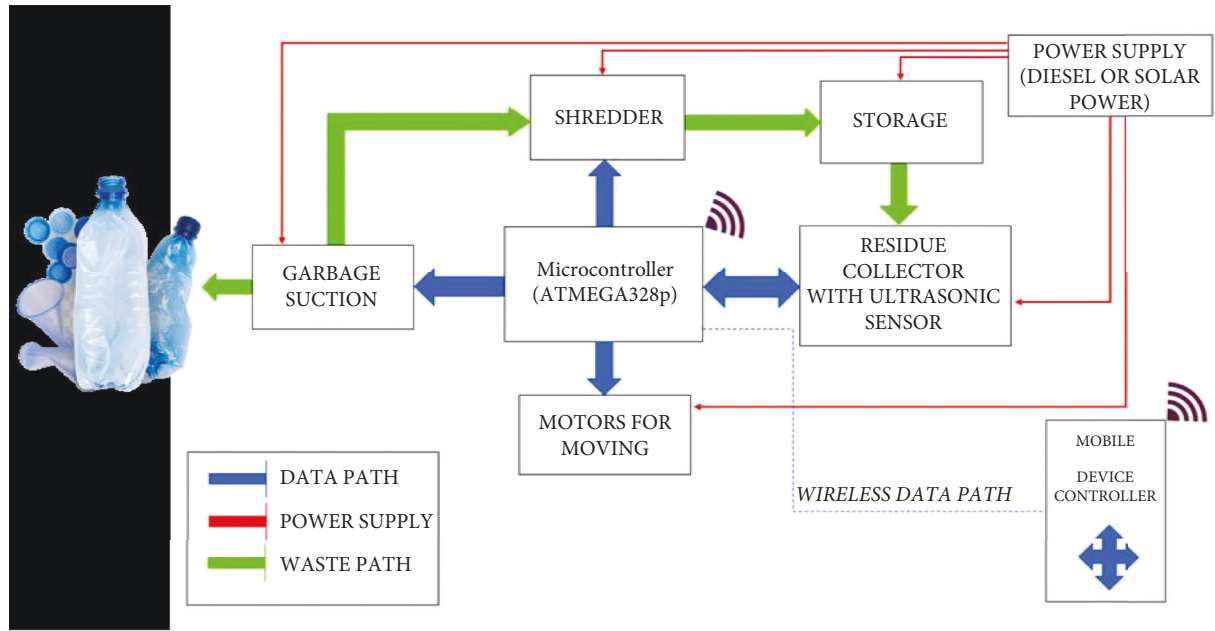 POWER SUPPLY
(DIESEL OR SOLAR
POWER)
SHREDDER
STORAGE
GARBAGE
SUCTION
Microcontroller
(ATMEGA328p)
RESIDUE
COLLECTOR
WITH ULTRASONIC
SENSOR
MOTORS FOR
MOVING
MOBILE
DEVICE
CONTROLLER
WIRELESS DATA PATH
DATA PATH
POWER SUPPLY
WASTE PATH